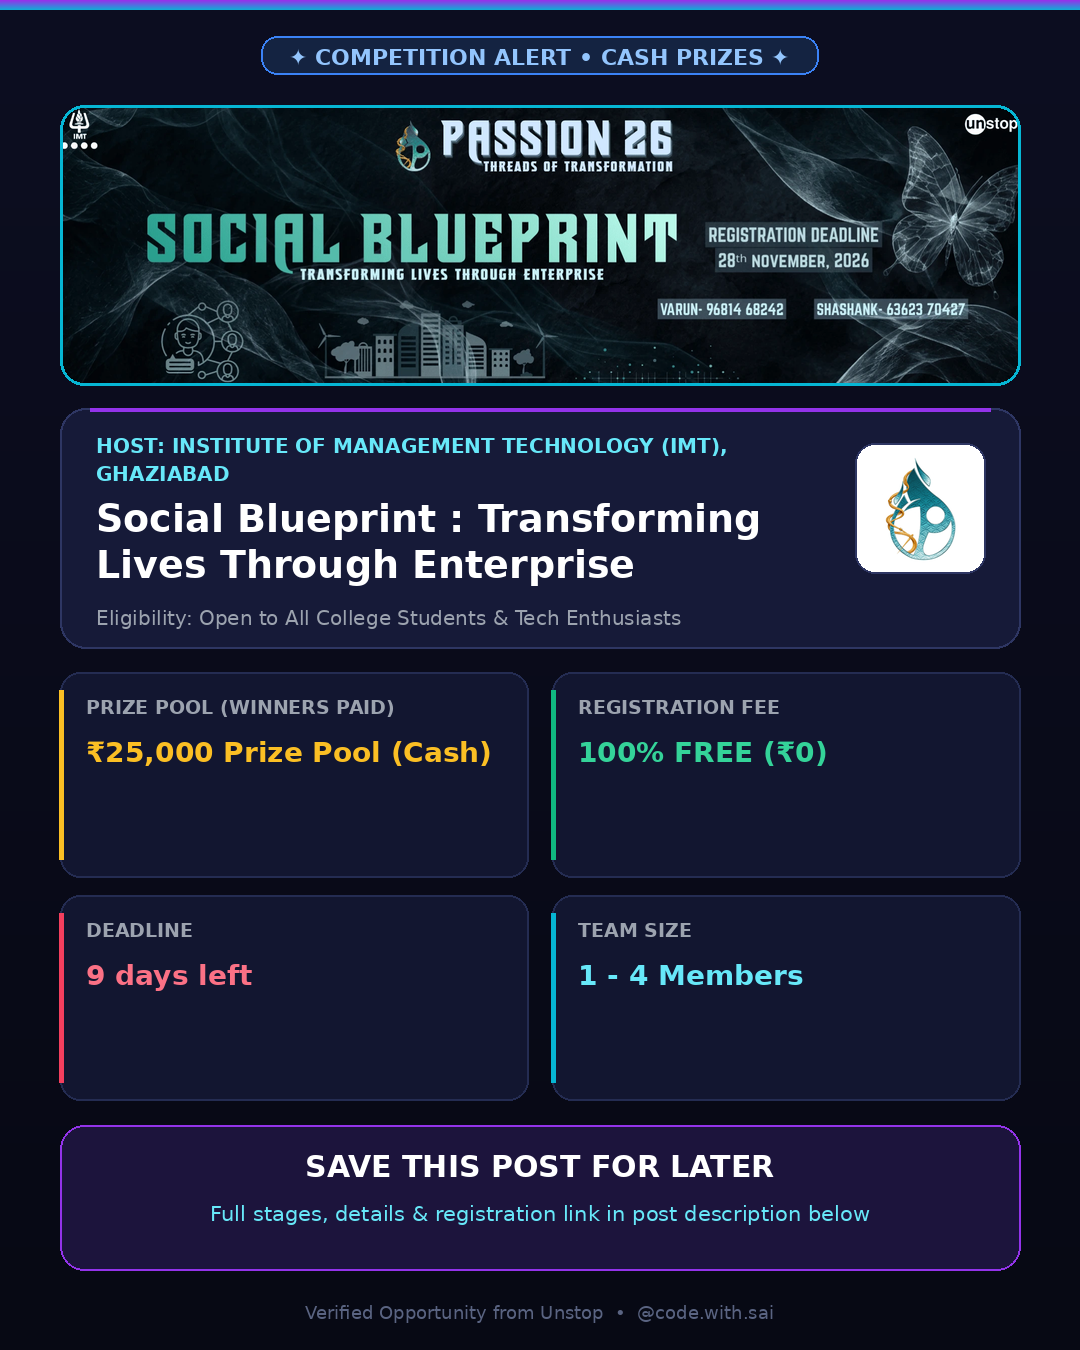 ✦ COMPETITION ALERT • CASH PRIZES ✦
IMT
unstop
PASSION 26
THREADS OF TRANSFORMATION
SOCIAL BLUEPRINT
TRANSFORMING LIVES THROUGH ENTERPRISE
REGISTRATION DEADLINE
28th NOVEMBER, 2026
VARUN- 96814 68242
SHASHANK- 63623 70427
HOST: INSTITUTE OF MANAGEMENT TECHNOLOGY (IMT),
GHAZIABAD
Social Blueprint : Transforming
Lives Through Enterprise
Eligibility: Open to All College Students & Tech Enthusiasts
PRIZE POOL (WINNERS PAID)
₹25,000 Prize Pool (Cash)
REGISTRATION FEE
100% FREE (₹0)
DEADLINE
9 days left
TEAM SIZE
1 - 4 Members
SAVE THIS POST FOR LATER
Full stages, details & registration link in post description below
Verified Opportunity from Unstop • @code.with.sai